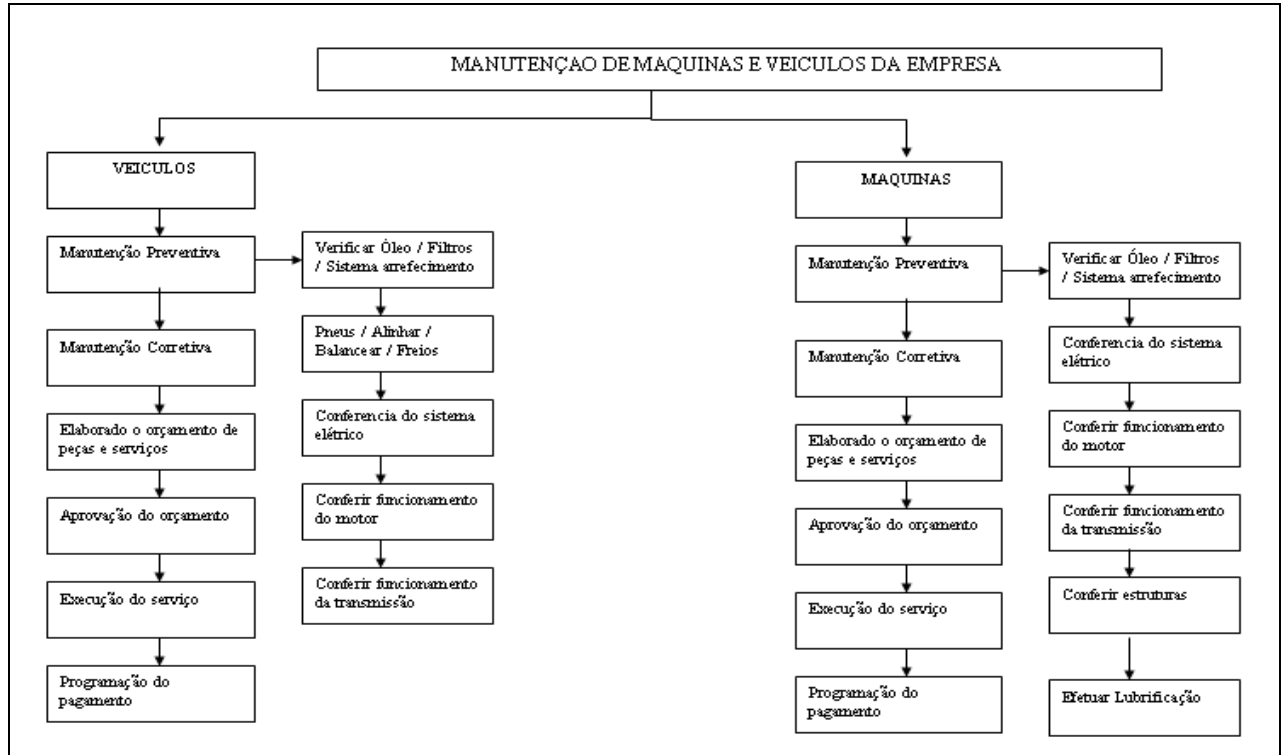 MANUTENÇAO DE MAQUINAS E VEICULOS DA EMPRESA
VEICULOS
Manutenção Preventiva
Manutenção Corretiva
Elaborado o orçamento de
peças e serviços
Aprovação do orçamento
Execução do serviço
Programação do
pagamento
Verificar Óleo / Filtros
/ Sistema arrefecimento
Pneus / Alinhar /
Balancear / Freios
Conferencia do sistema
elétrico
Conferir funcionamento
do motor
Conferir funcionamento
da transmissão
MAQUINAS
Manutenção Preventiva
Manutenção Corretiva
Elaborado o orçamento de
peças e serviços
Aprovação do orçamento
Execução do serviço
Programação do
pagamento
Verificar Óleo / Filtros
/ Sistema arrefecimento
Conferencia do sistema
elétrico
Conferir funcionamento
do motor
Conferir funcionamento
da transmissão
Conferir estruturas
Efetuar Lubrificação